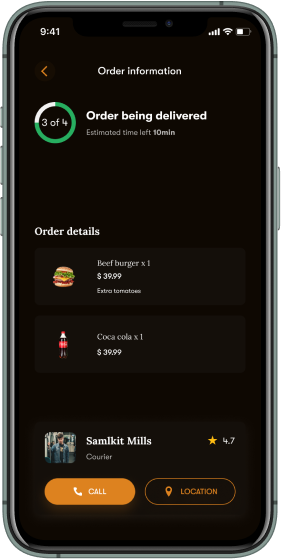 9:41
Order information
3 of 4
Order being delivered
Estimated time left 10min
Order details
Beef burger x 1
$ 39.99
Extra tomatoes
Coca cola x 1
$ 39.99
Samlkit Mills
4.7
Courier
CALL
LOCATION